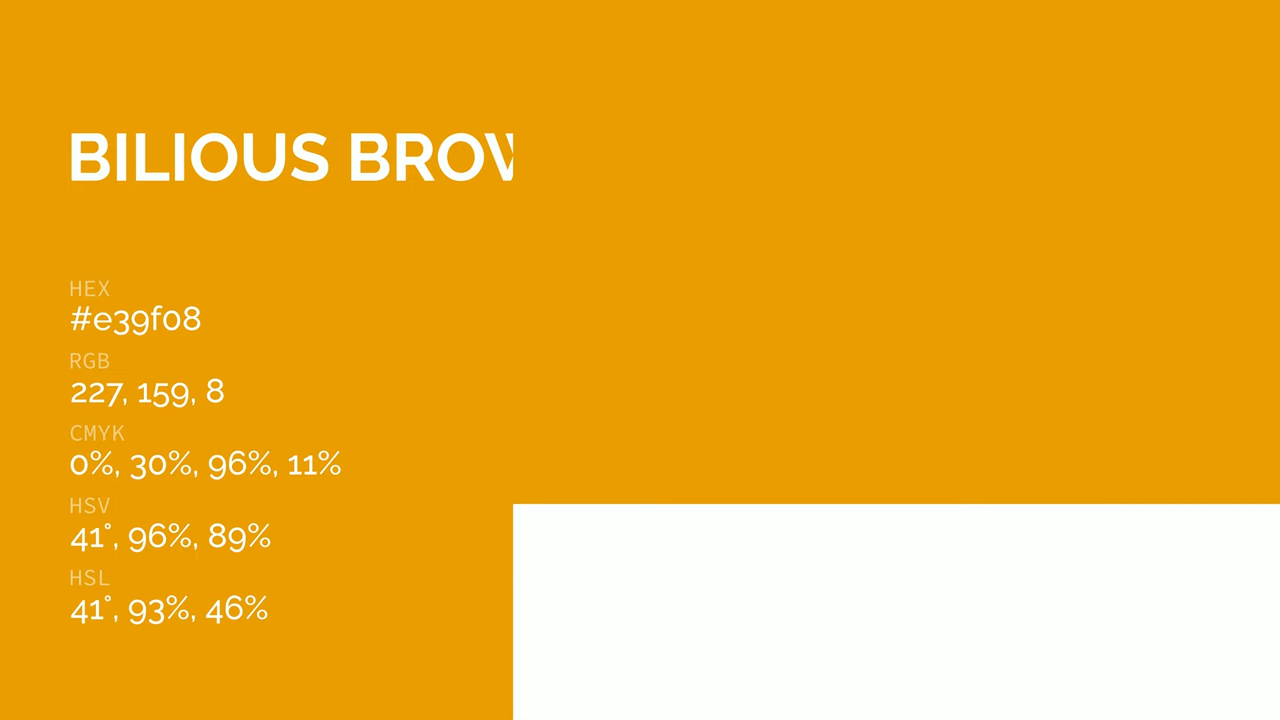 BILIOUS BROV
HEX
#e39f08
RGB
227, 159, 8
CMYK
0%, 30%, 96%, 11%
HSV
41°, 96%, 89%
HSL
41°, 93%, 46%